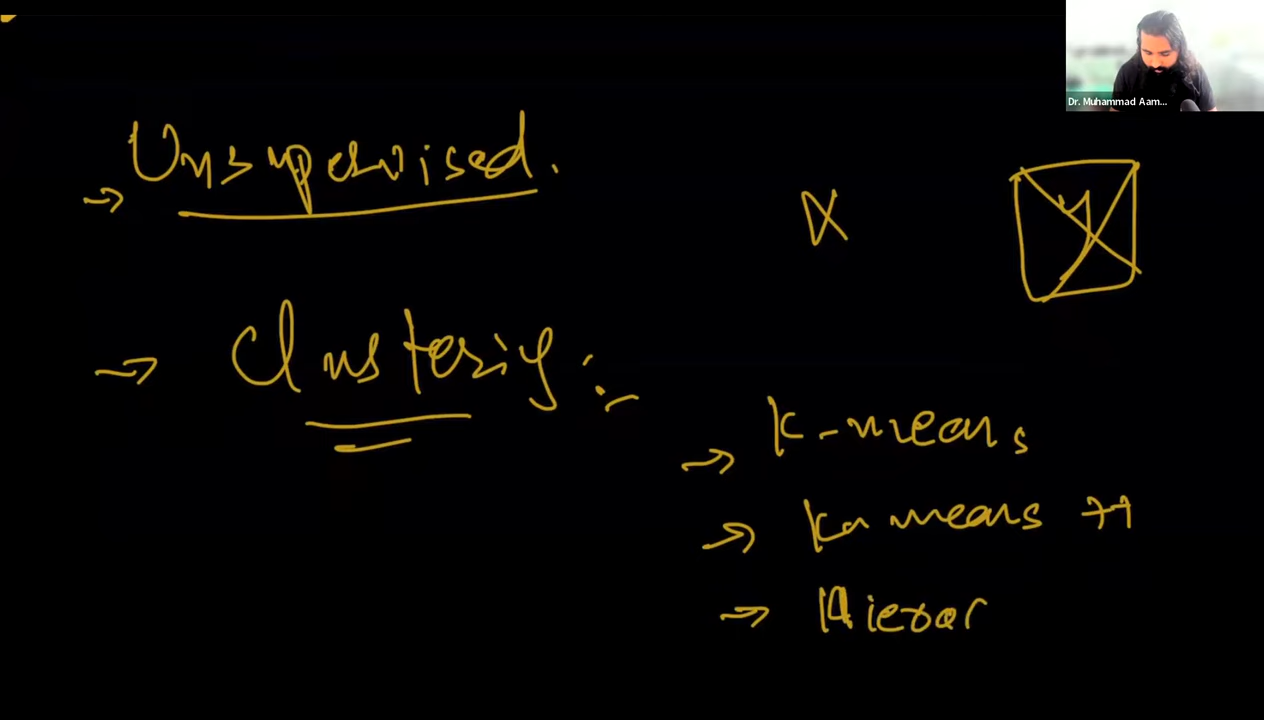 Dr. Muhammad Aam...
→ Unsupervised.
X
y
→ Clustering :-
→ K-means
→ K-means ++
→ Hierar